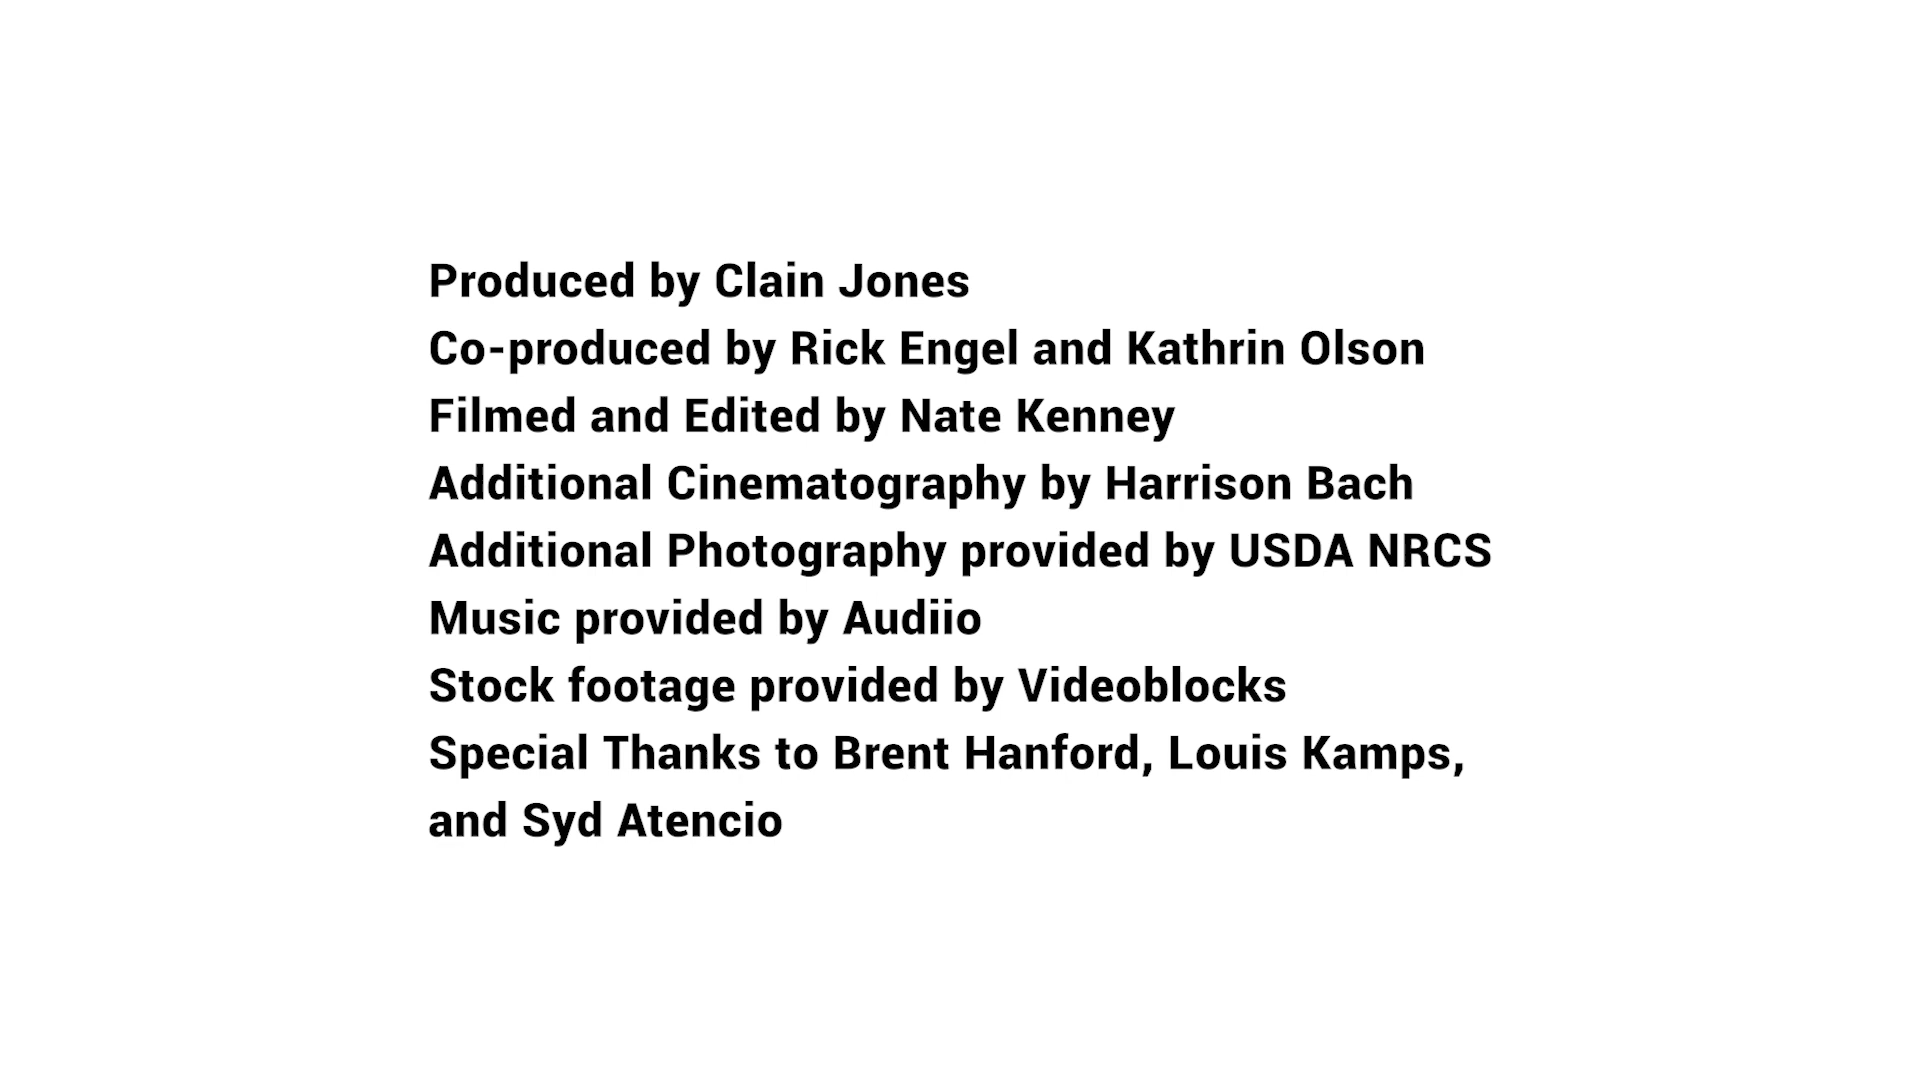 Produced by Clain Jones
Co-produced by Rick Engel and Kathrin Olson
Filmed and Edited by Nate Kenney
Additional Cinematography by Harrison Bach
Additional Photography provided by USDA NRCS
Music provided by Audiio
Stock footage provided by Videoblocks
Special Thanks to Brent Hanford, Louis Kamps,
and Syd Atencio